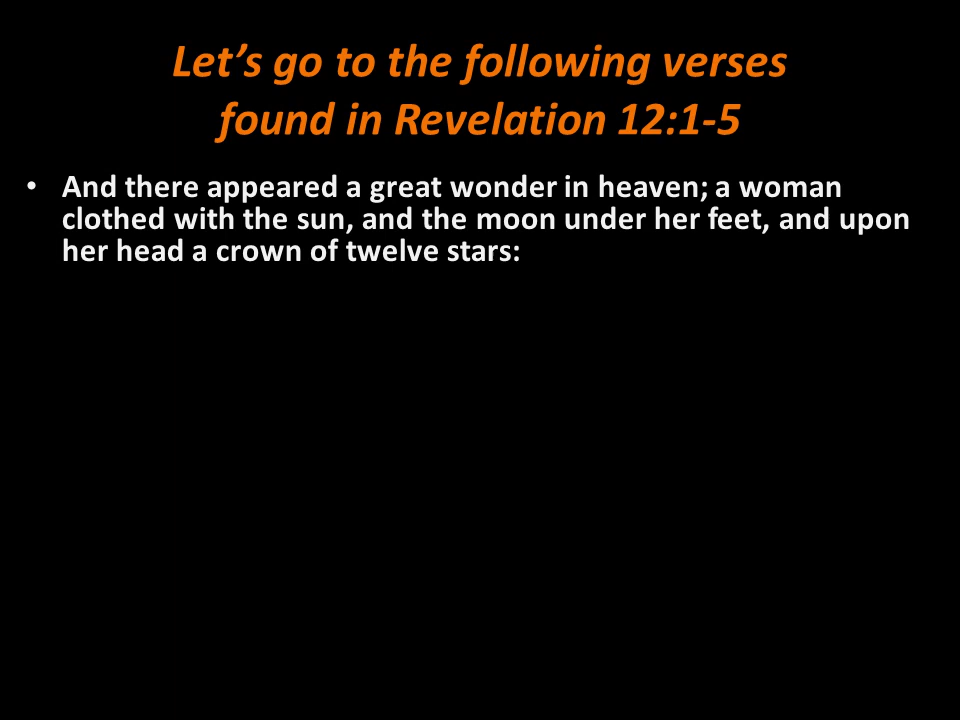 Let’s go to the following verses
found in Revelation 12:1-5
• And there appeared a great wonder in heaven; a woman
clothed with the sun, and the moon under her feet, and upon
her head a crown of twelve stars: